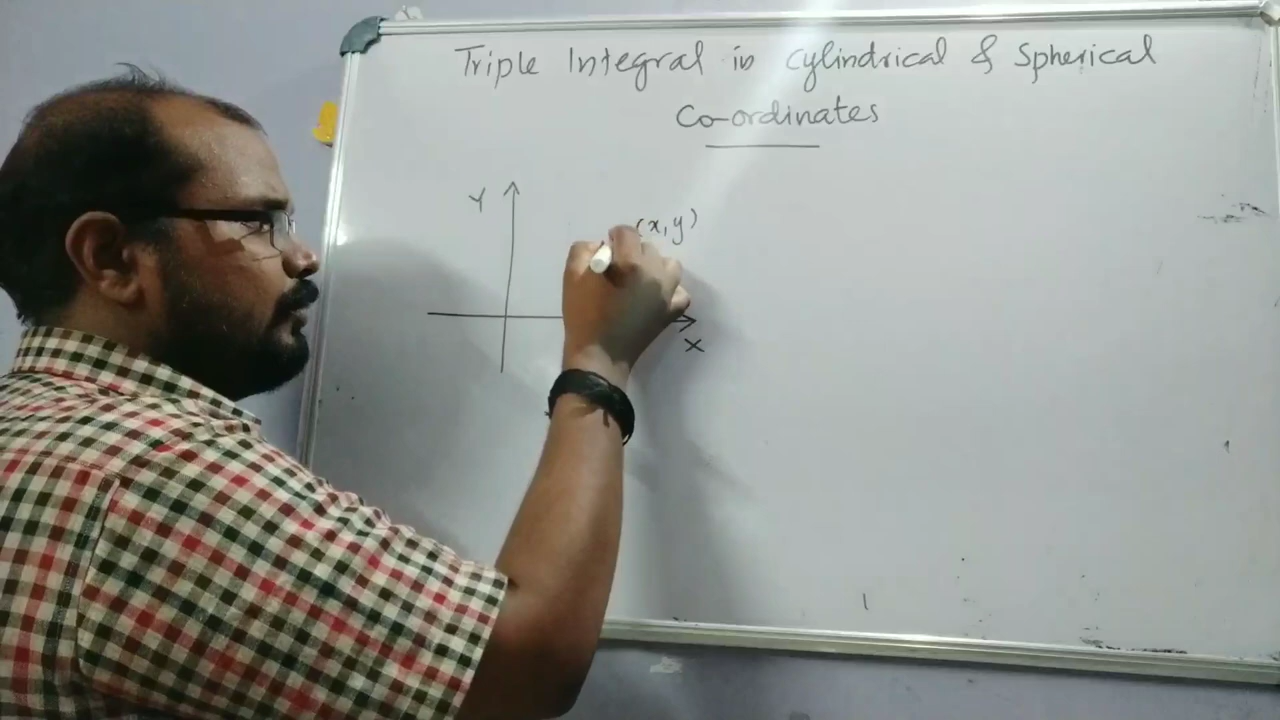 Triple Integral in Cylindrical & Spherical
Co-ordinates
Y
(x, y)
X